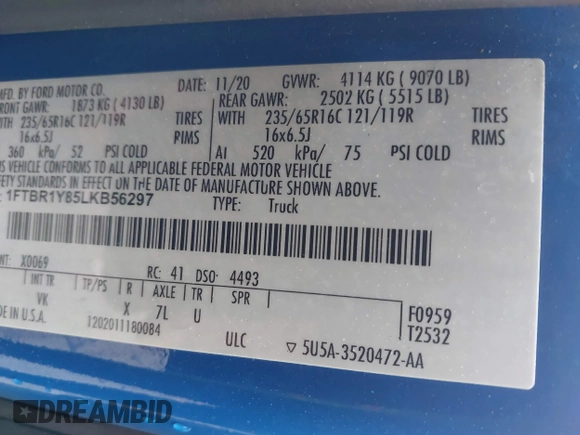 MFD. BY FORD MOTOR CO.
DATE: 11/20 GVWR: 4114 KG ( 9070 LB)
FRONT GAWR: 1873 KG ( 4130 LB)
REAR GAWR: 2502 KG ( 5515 LB)
235/65R16C 121/119R TIRES
WITH 235/65R16C 121/119R TIRES
16x6.5J RIMS
16x6.5J RIMS
360 kPa/ 52 PSI COLD
AT 520 kPa/ 75 PSI COLD
VEHICLE CONFORMS TO ALL APPLICABLE FEDERAL MOTOR VEHICLE
SAFETY STANDARDS IN EFFECT ON THE DATE OF MANUFACTURE SHOWN ABOVE.
1FTBR1Y85LKB56297
TYPE: Truck
NT: XD069
RC: 41 DSO: 4493
INT TR TP/PS R AXLE TR SPR
VK X 7L U
F0959
T2532
IN U.S.A.
1202011180084
ULC
▽ 5U5A-3520472-AA
DREAMBID